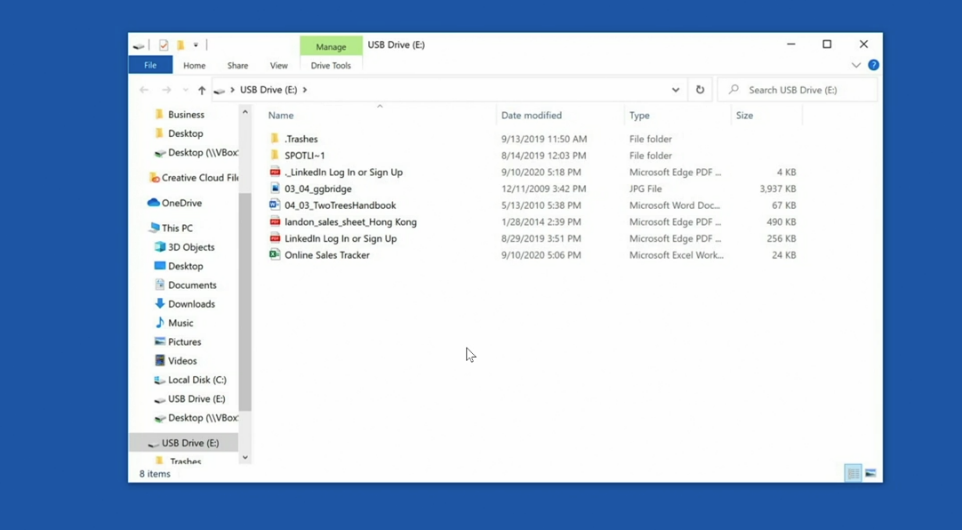 Manage USB Drive (E:)
File Home Share View Drive Tools
USB Drive (E:) Search USB Drive (E:)
Business
Desktop
Desktop (\\VBox
Creative Cloud File
OneDrive
This PC
3D Objects
Desktop
Documents
Downloads
Music
Pictures
Videos
Local Disk (C:)
USB Drive (E:)
Desktop (\\VBox
USB Drive (E:)
.Trashes
Name Date modified Type Size
.Trashes 9/13/2019 11:50 AM File folder
SPOTLI~1 8/14/2019 12:03 PM File folder
._LinkedIn Log In or Sign Up 9/10/2020 5:18 PM Microsoft Edge PDF ... 4 KB
03_04_ggbridge 12/11/2009 3:42 PM JPG File 3,937 KB
04_03_TwoTreesHandbook 5/13/2010 5:38 PM Microsoft Word Doc... 67 KB
landon_sales_sheet_Hong Kong 1/28/2014 2:39 PM Microsoft Edge PDF ... 490 KB
LinkedIn Log In or Sign Up 8/29/2019 3:51 PM Microsoft Edge PDF ... 256 KB
Online Sales Tracker 9/10/2020 5:06 PM Microsoft Excel Work... 24 KB
8 items